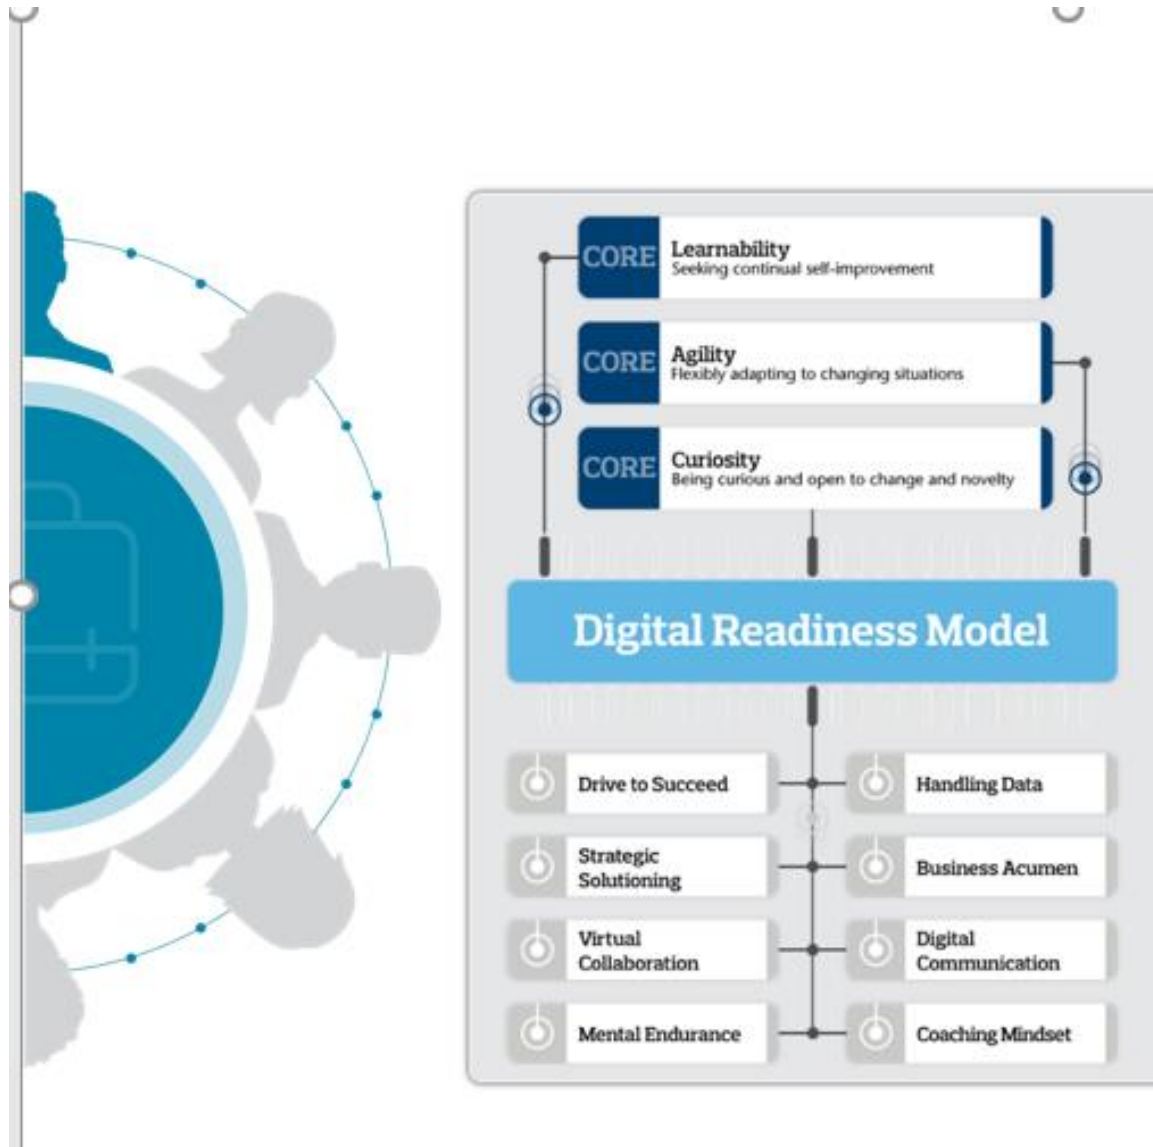 CORE
Learnability
Seeking continual self-improvement
CORE
Agility
Flexibly adapting to changing situations
CORE
Curiosity
Being curious and open to change and novelty
Digital Readiness Model
Drive to Succeed
Handling Data
Strategic
Solutioning
Business Acumen
Virtual
Collaboration
Digital
Communication
Mental Endurance
Coaching Mindset